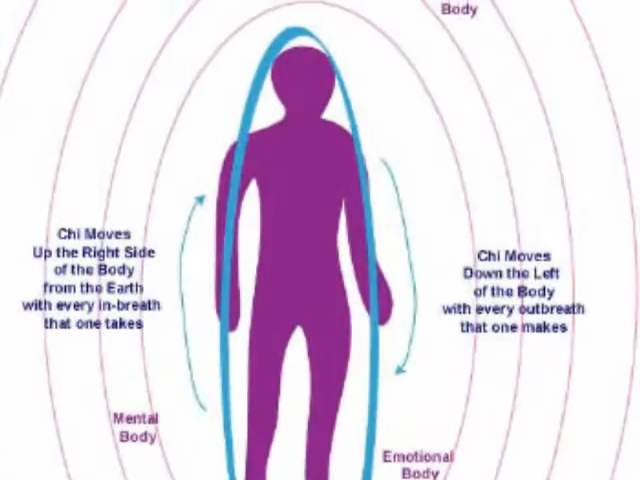 Body
Chi Moves
Up the Right Side
of the Body
from the Earth
with every in-breath
that one takes
Chi Moves
Down the Left
of the Body
with every outbreath
that one makes
Mental
Body
Emotional
Body